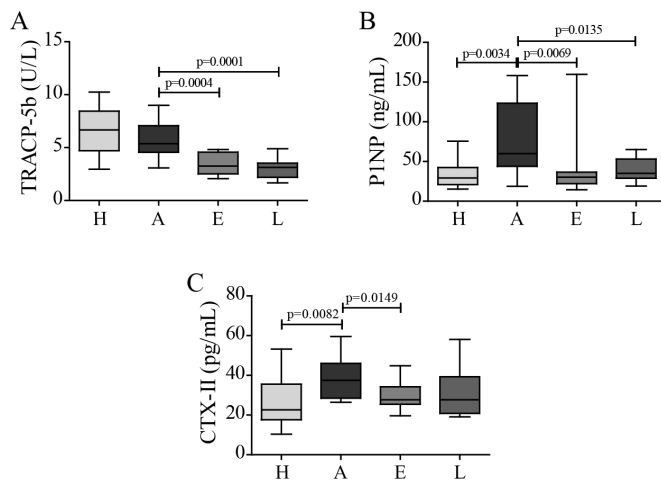 A
B
TRACP-5b (U/L)
15
10
5
0
p=0.0001
p=0.0004
H A E L
P1NP (ng/mL)
200
150
100
50
0
p=0.0135
p=0.0034 p=0.0069
H A E L
C
CTX-II (pg/mL)
80
60
40
20
0
p=0.0149
p=0.0082
H A E L